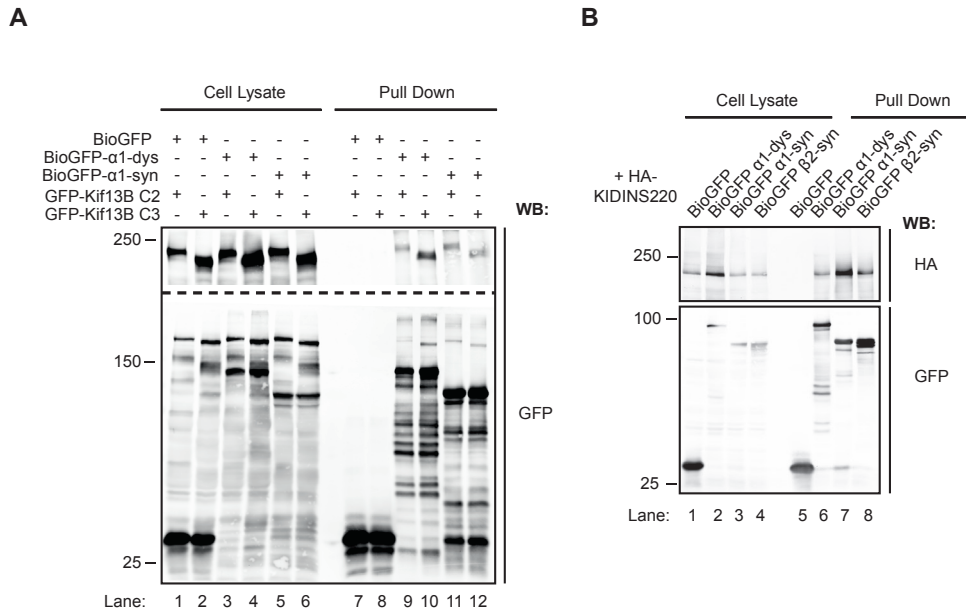 A
Cell Lysate Pull Down
BioGFP + + - - - - + + - - - -
BioGFP-α1-dys - - + + - - - - + + - -
BioGFP-α1-syn - - - - + + - - - - + +
GFP-Kif13B C2 + - + - + - + - + - + -
GFP-Kif13B C3 - + - + - + - + - + - +
WB:
250
150
GFP
25
Lane: 1 2 3 4 5 6 7 8 9 10 11 12
B
Cell Lysate Pull Down
+ HA-
KIDINS220
BioGFP
BioGFP α1-dys
BioGFP α1-syn
BioGFP β2-syn
BioGFP
BioGFP α1-dys
BioGFP α1-syn
BioGFP β2-syn
WB:
250
HA
100
GFP
25
Lane: 1 2 3 4 5 6 7 8